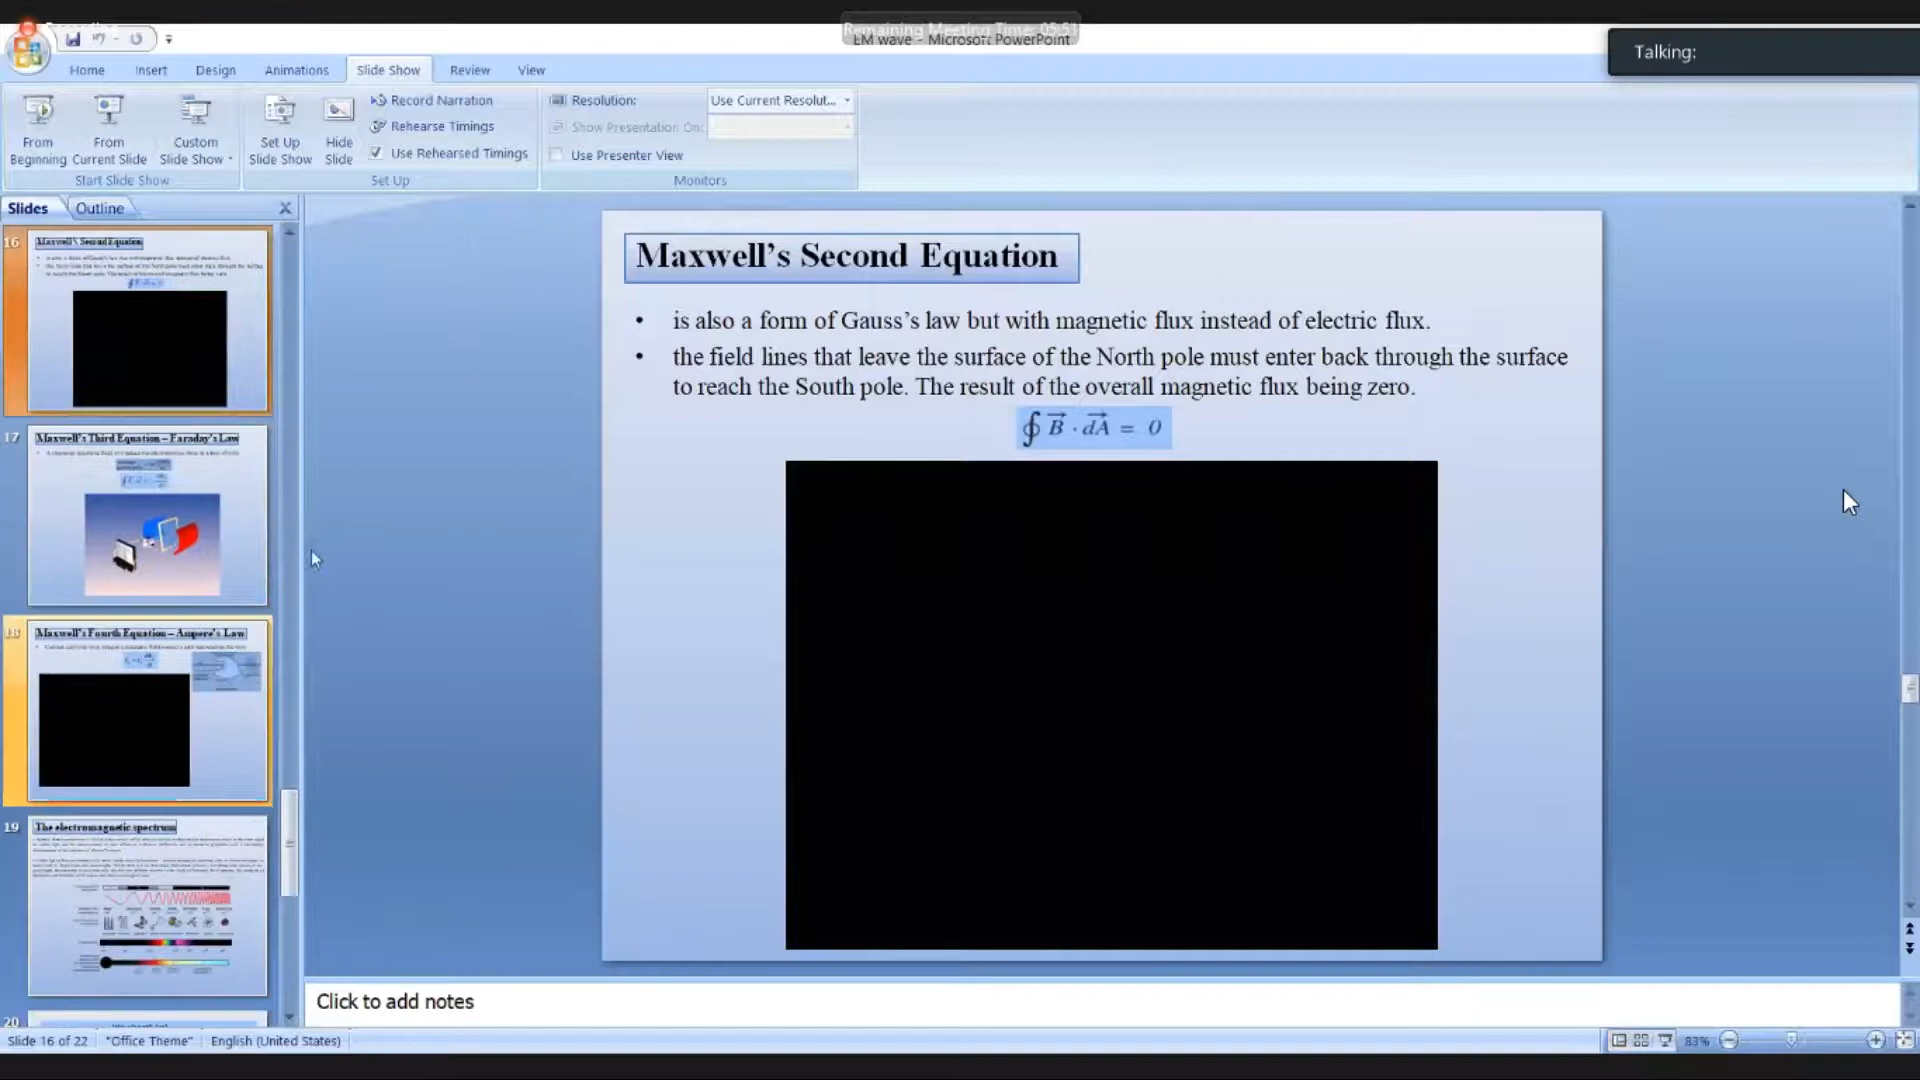 Remaining Meeting Time: 05:51
EM wave - Microsoft PowerPoint
Talking:
Home Insert Design Animations Slide Show Review View
From Beginning
From Current Slide
Custom Slide Show
Start Slide Show
Set Up Slide Show
Hide Slide
Record Narration
Rehearse Timings
Use Rehearsed Timings
Set Up
Resolution: Use Current Resolut...
Show Presentation On:
Use Presenter View
Monitors
Slides Outline X
16
Maxwell's Second Equation
17
Maxwell's Third Equation – Faraday's Law
18
Maxwell's Fourth Equation – Ampere's Law
19
The electromagnetic spectrum
20
Maxwell's Second Equation
• is also a form of Gauss's law but with magnetic flux instead of electric flux.
• the field lines that leave the surface of the North pole must enter back through the surface
to reach the South pole. The result of the overall magnetic flux being zero.
∮ B⃗ · dA⃗ = 0
Click to add notes
Slide 16 of 22 "Office Theme" English (United States) 83%